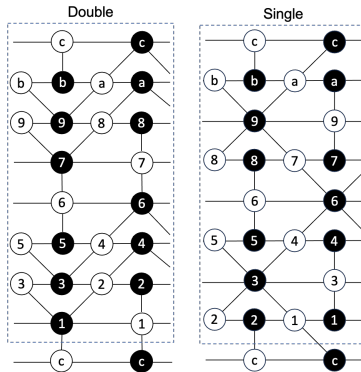 Double Single
c c c c
b b a a b b a a
9 9 8 8 9 9
7 7 8 8 7 7
6 6 6 6
5 5 4 4 5 5 4 4
3 3 2 2 3 3
1 1 2 2 1 1
c c c c